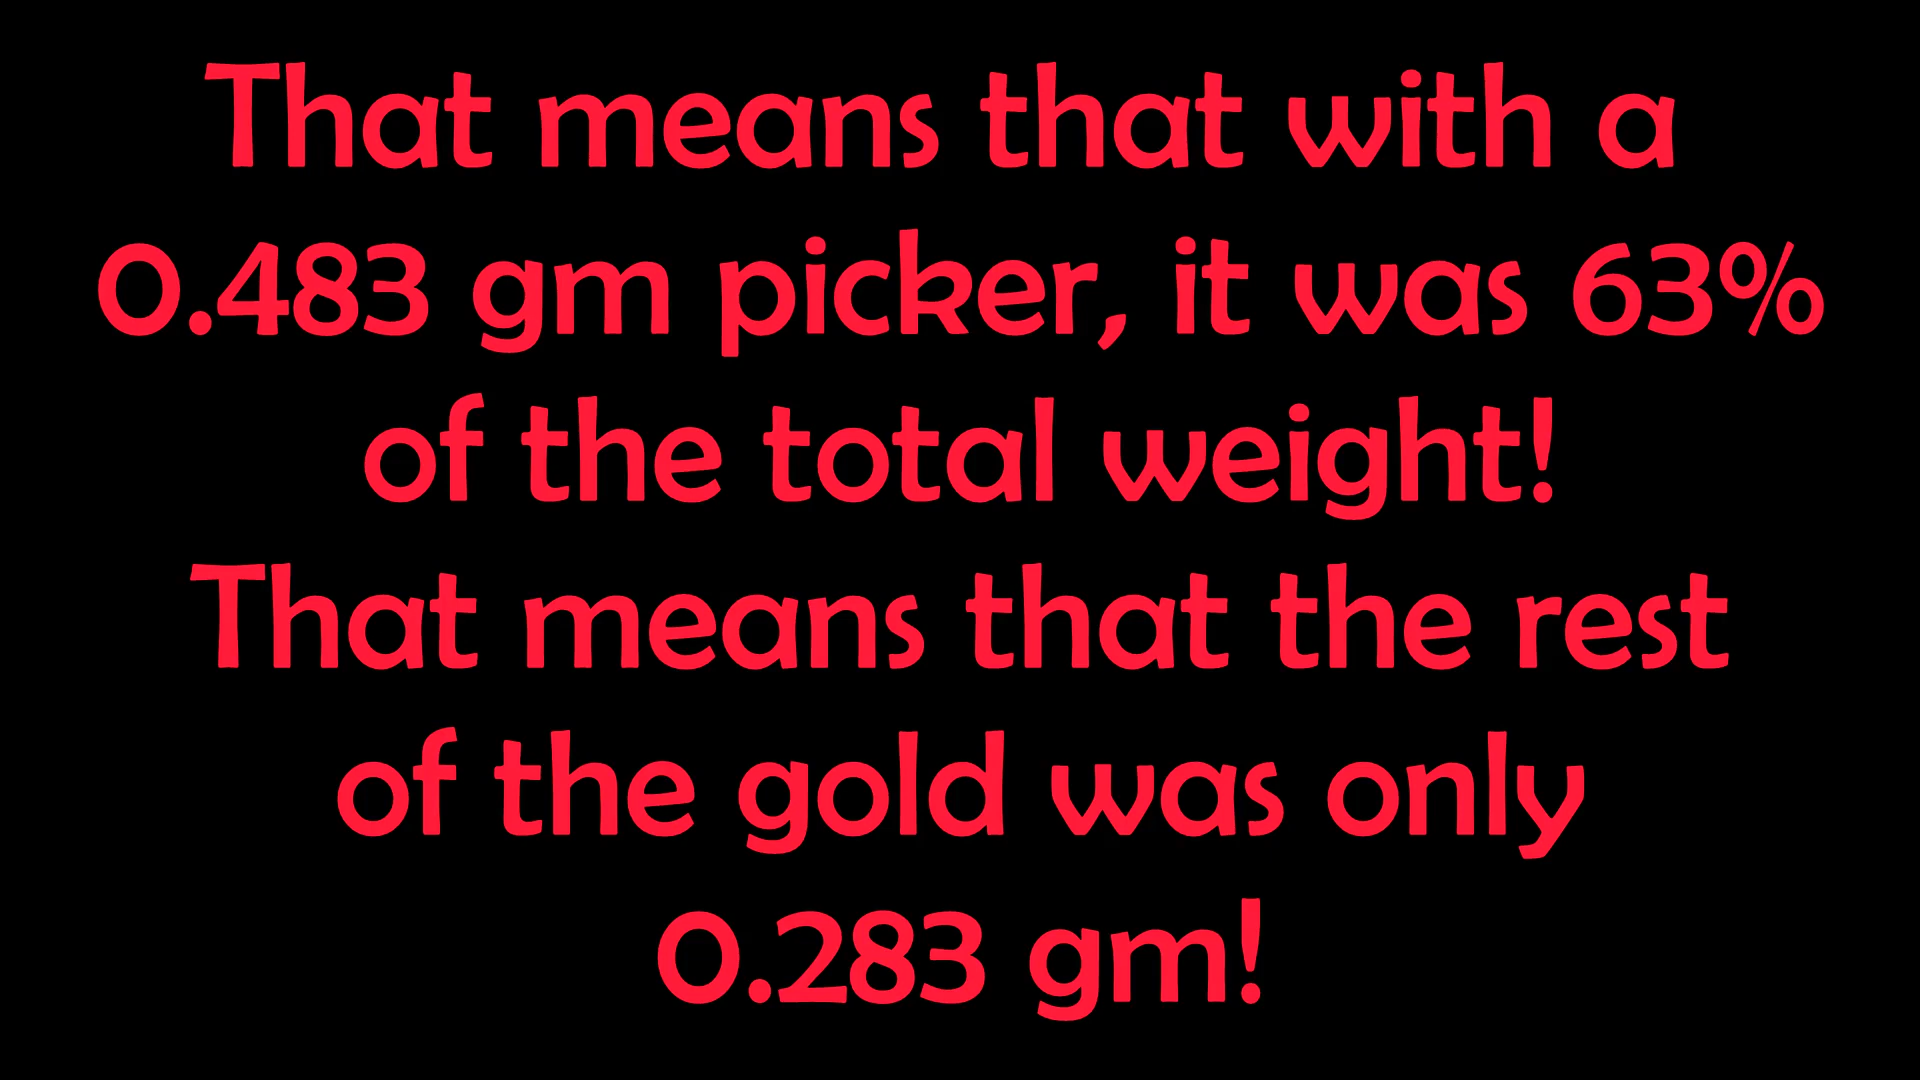 That means that with a
0.483 gm picker, it was 63%
of the total weight!
That means that the rest
of the gold was only
0.283 gm!